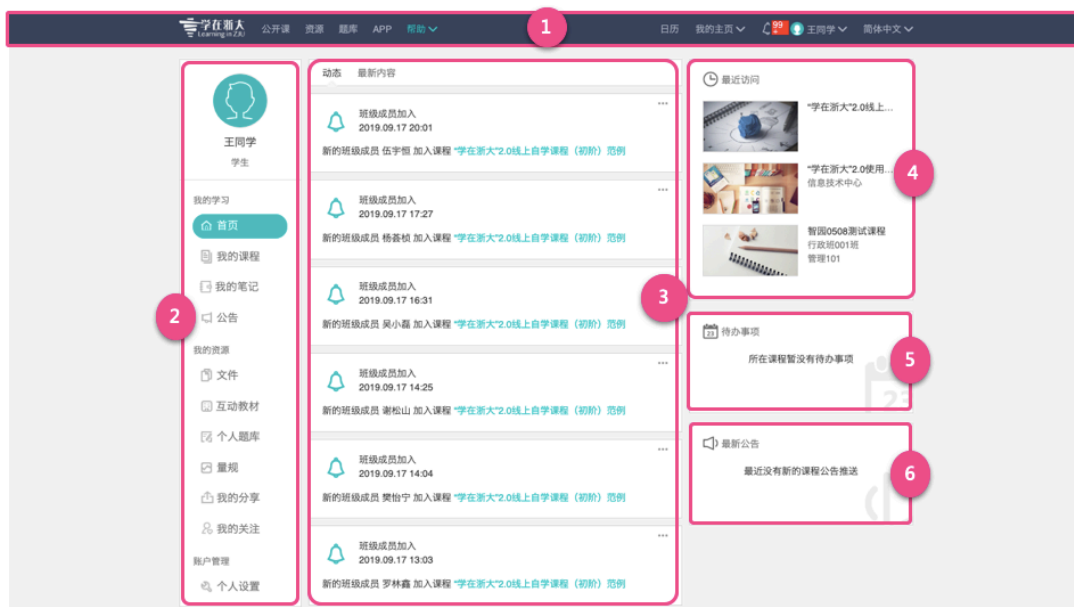 学在浙大
Learning in ZJU
公开课 资源 题库 APP 帮助
1
日历 我的主页 99+ 王同学 简体中文
王同学
学生
我的学习
首页
我的课程
我的笔记
2
公告
我的资源
文件
互动教材
个人题库
量规
我的分享
我的关注
账户管理
个人设置
动态 最新内容
班级成员加入
2019.09.17 20:01
新的班级成员 伍宇恒 加入课程 "学在浙大"2.0线上自学课程（初阶）范例
班级成员加入
2019.09.17 17:27
新的班级成员 杨荟桢 加入课程 "学在浙大"2.0线上自学课程（初阶）范例
班级成员加入
2019.09.17 16:31
新的班级成员 吴小磊 加入课程 "学在浙大"2.0线上自学课程（初阶）范例
班级成员加入
2019.09.17 14:25
新的班级成员 谢松山 加入课程 "学在浙大"2.0线上自学课程（初阶）范例
班级成员加入
2019.09.17 14:04
新的班级成员 樊怡宁 加入课程 "学在浙大"2.0线上自学课程（初阶）范例
班级成员加入
2019.09.17 13:03
新的班级成员 罗林鑫 加入课程 "学在浙大"2.0线上自学课程（初阶）范例
3
最近访问
"学在浙大"2.0线上...
"学在浙大"2.0使用...
信息技术中心
4
智园0508测试课程
行政班001班
管理101
23 待办事项
所在课程暂没有待办事项
5
23
最新公告
最近没有新的课程公告推送
6